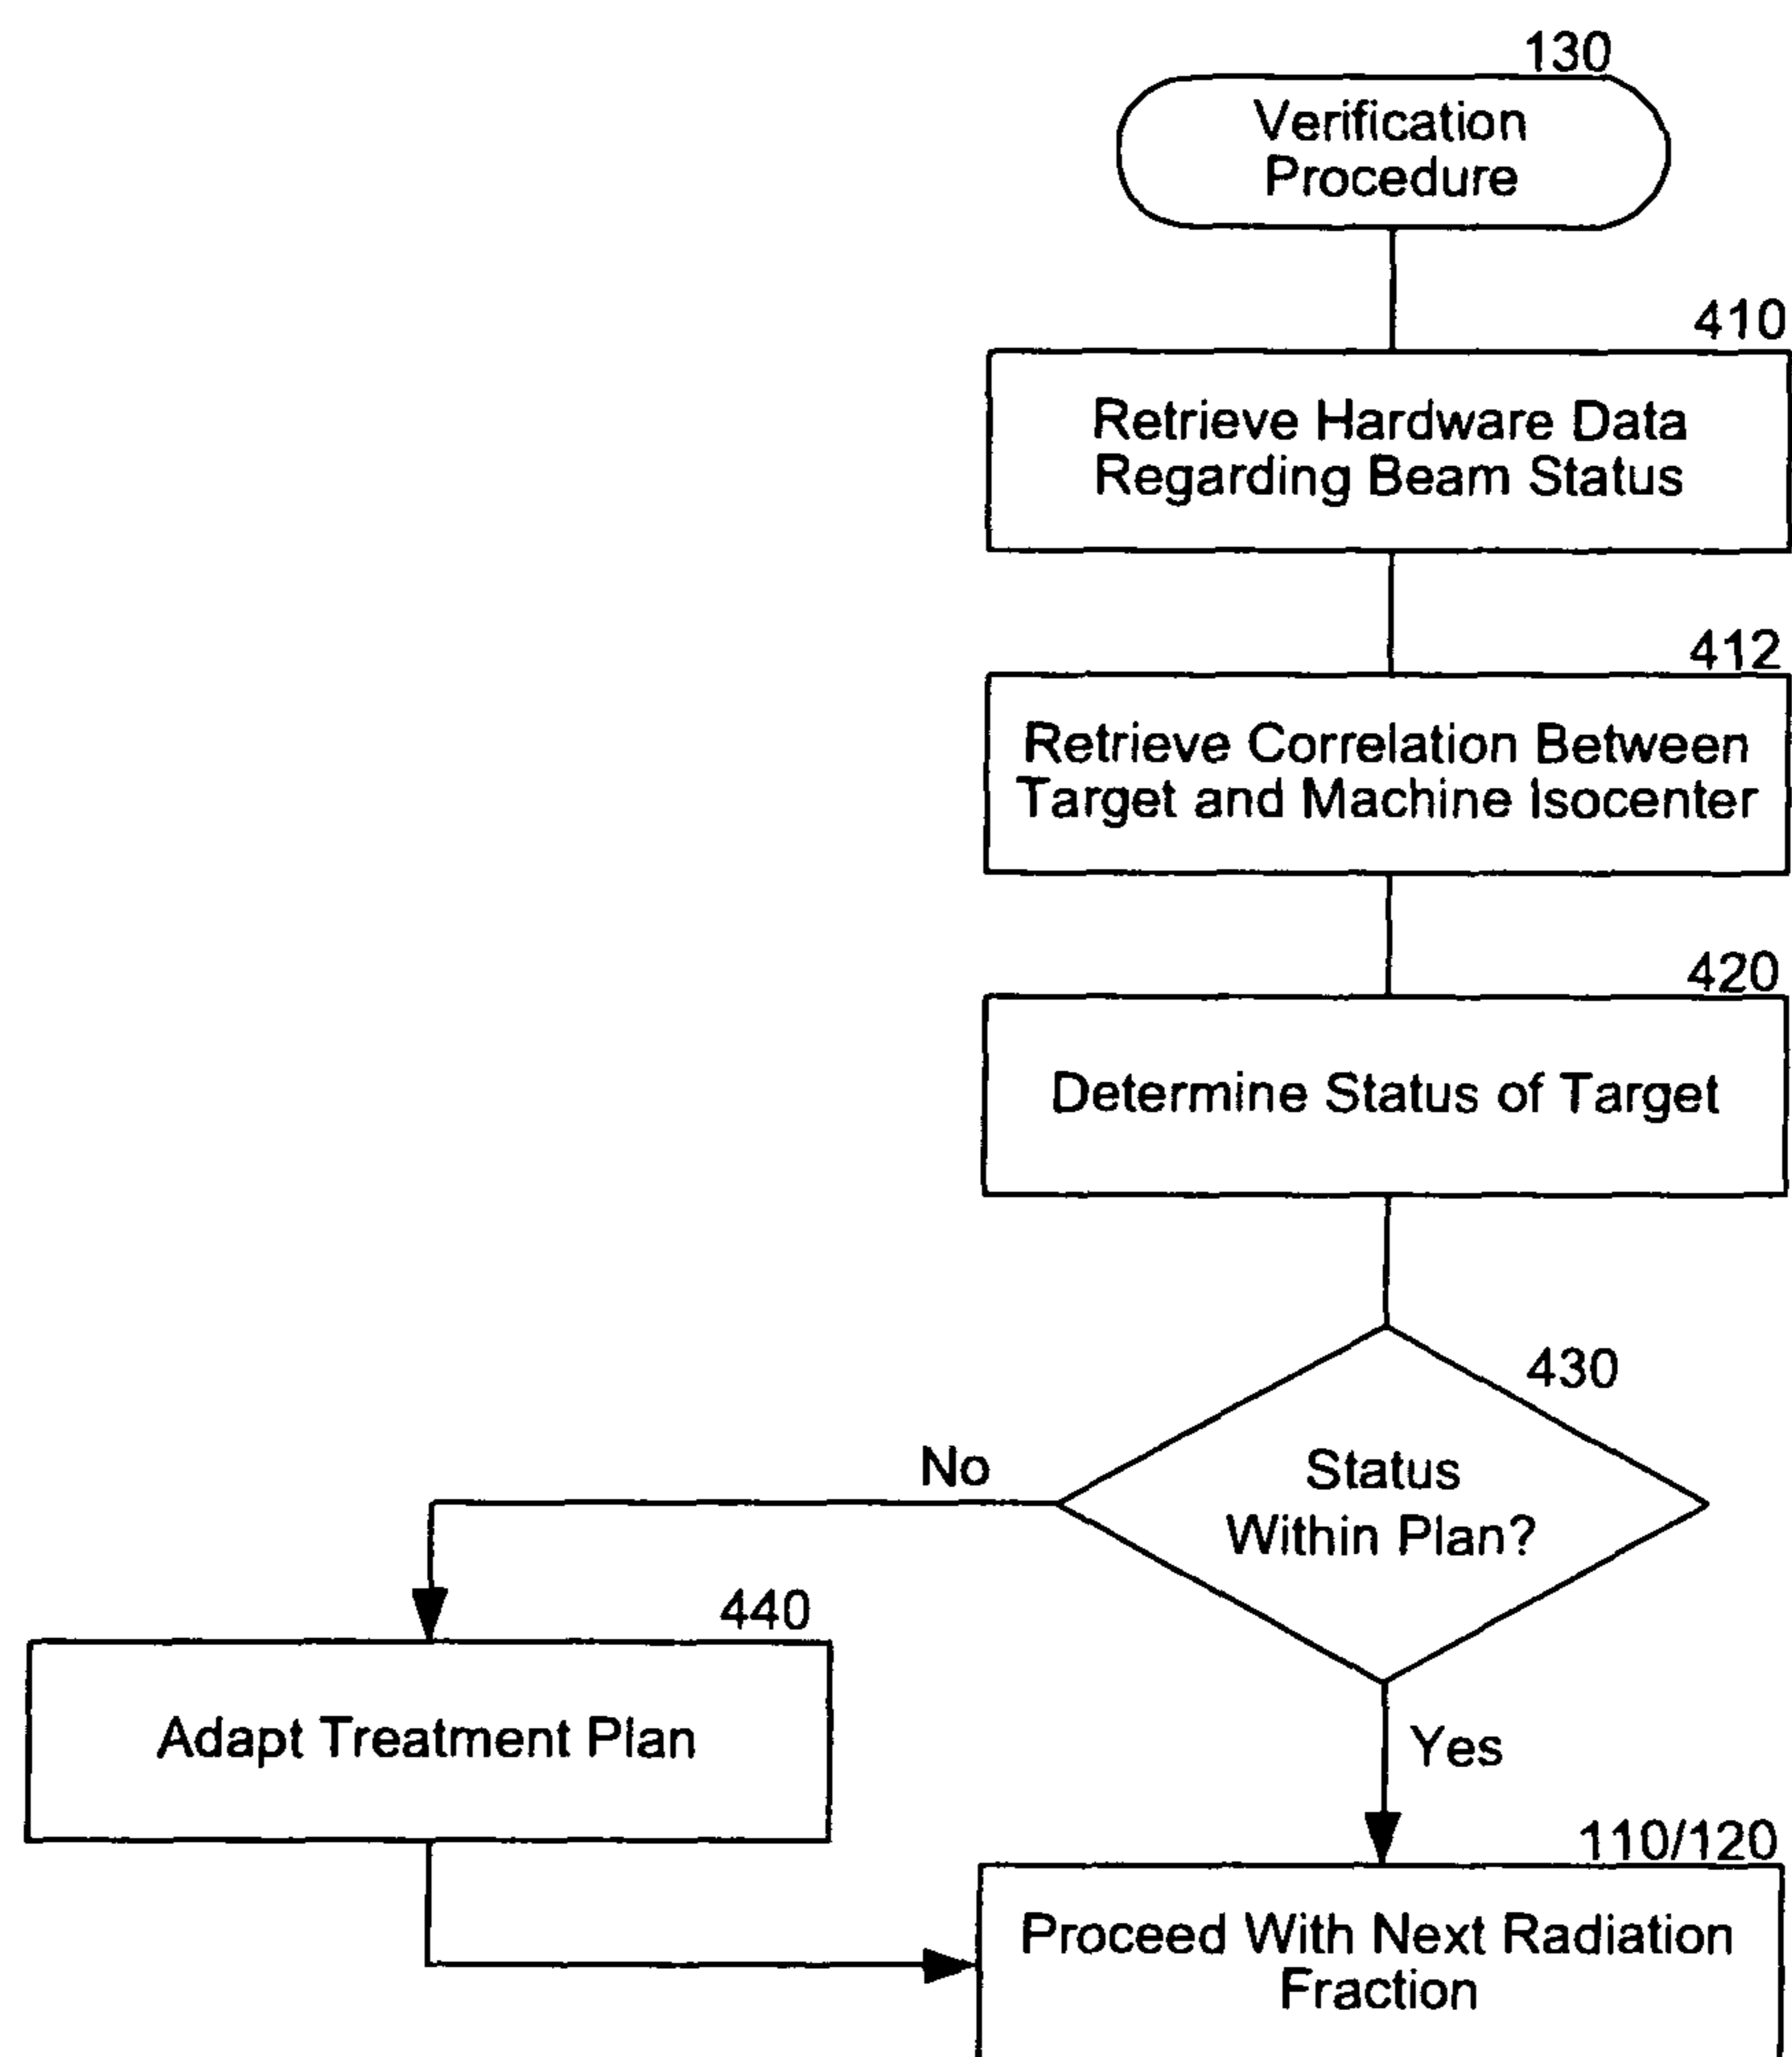 130
Verification
Procedure
410
Retrieve Hardware Data
Regarding Beam Status
412
Retrieve Correlation Between
Target and Machine Isocenter
420
Determine Status of Target
430
Status
Within Plan?
No
440
Adapt Treatment Plan
Yes
110/120
Proceed With Next Radiation
Fraction